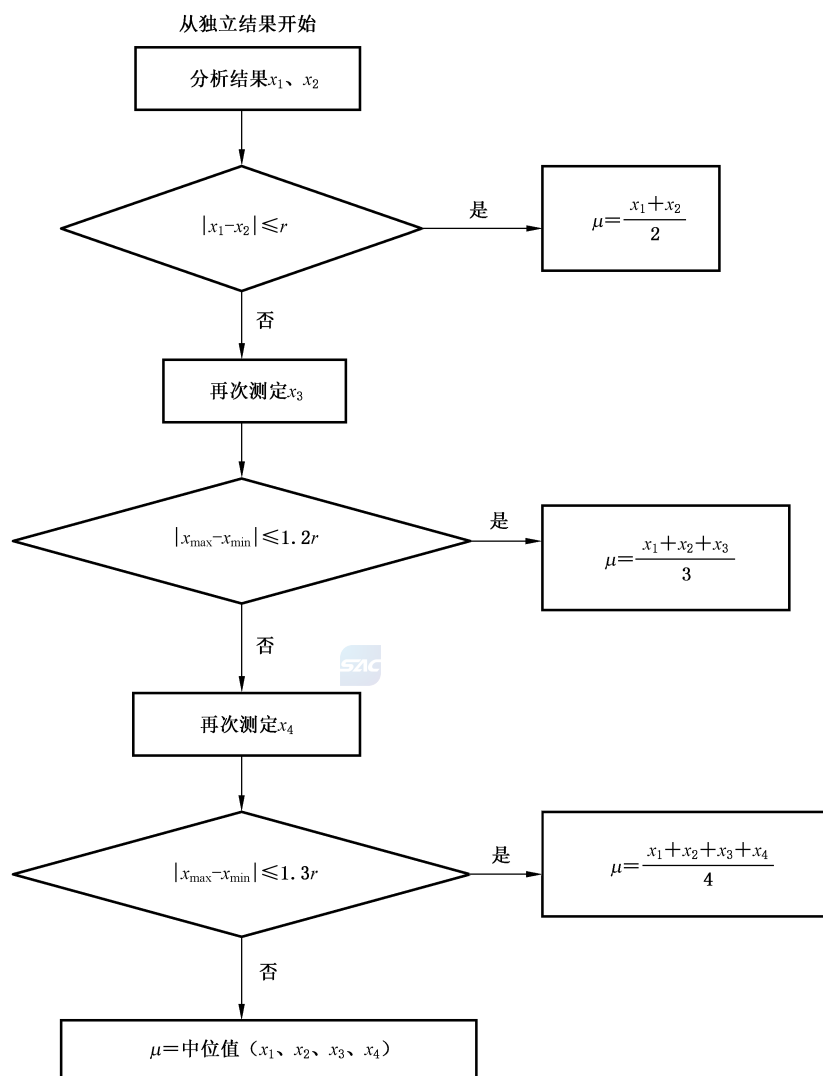 从独立结果开始
分析结果x₁、x₂
|x₁-x₂|≤r
是
μ=(x₁+x₂)/2
否
再次测定x₃
|xmax-xmin|≤1.2r
是
μ=(x₁+x₂+x₃)/3
否
SAC
再次测定x₄
|xmax-xmin|≤1.3r
是
μ=(x₁+x₂+x₃+x₄)/4
否
μ=中位值（x₁、x₂、x₃、x₄）